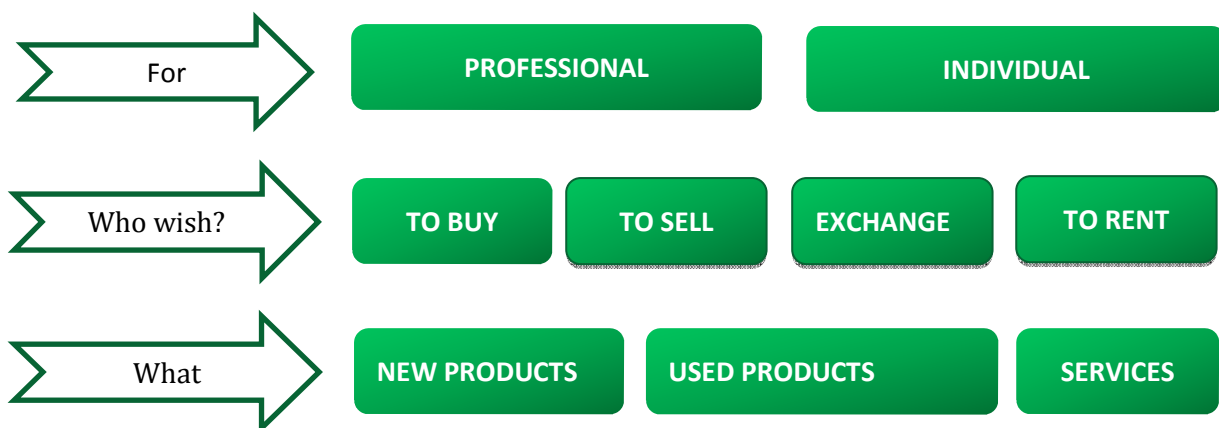 For
PROFESSIONAL
INDIVIDUAL
Who wish?
TO BUY
TO SELL
EXCHANGE
TO RENT
What
NEW PRODUCTS
USED PRODUCTS
SERVICES